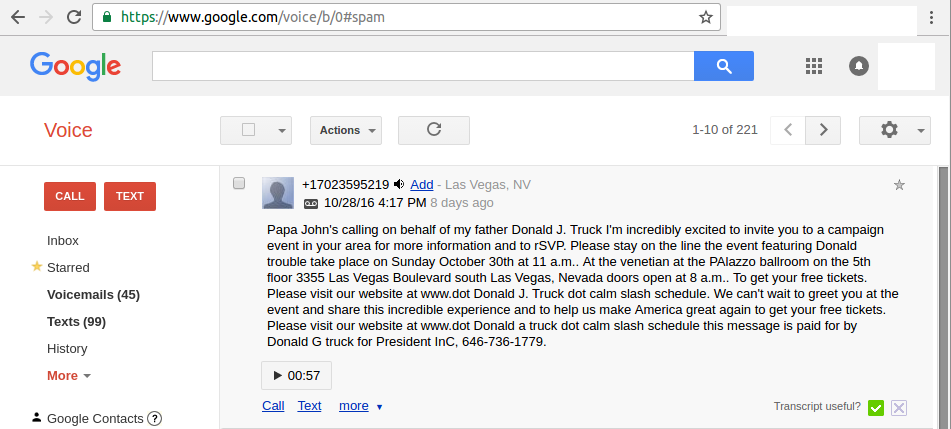 https://www.google.com/voice/b/0#spam
Google
Voice
Actions
1-10 of 221
CALL
TEXT
Inbox
Starred
Voicemails (45)
Texts (99)
History
More
Google Contacts ?
+17023595219 Add - Las Vegas, NV
10/28/16 4:17 PM 8 days ago
Papa John's calling on behalf of my father Donald J. Truck I'm incredibly excited to invite you to a campaign
event in your area for more information and to rSVP. Please stay on the line the event featuring Donald
trouble take place on Sunday October 30th at 11 a.m.. At the venetian at the PAlazzo ballroom on the 5th
floor 3355 Las Vegas Boulevard south Las Vegas, Nevada doors open at 8 a.m.. To get your free tickets.
Please visit our website at www.dot Donald J. Truck dot calm slash schedule. We can't wait to greet you at the
event and share this incredible experience and to help us make America great again to get your free tickets.
Please visit our website at www.dot Donald a truck dot calm slash schedule this message is paid for by
Donald G truck for President InC, 646-736-1779.
00:57
Call Text more
Transcript useful?